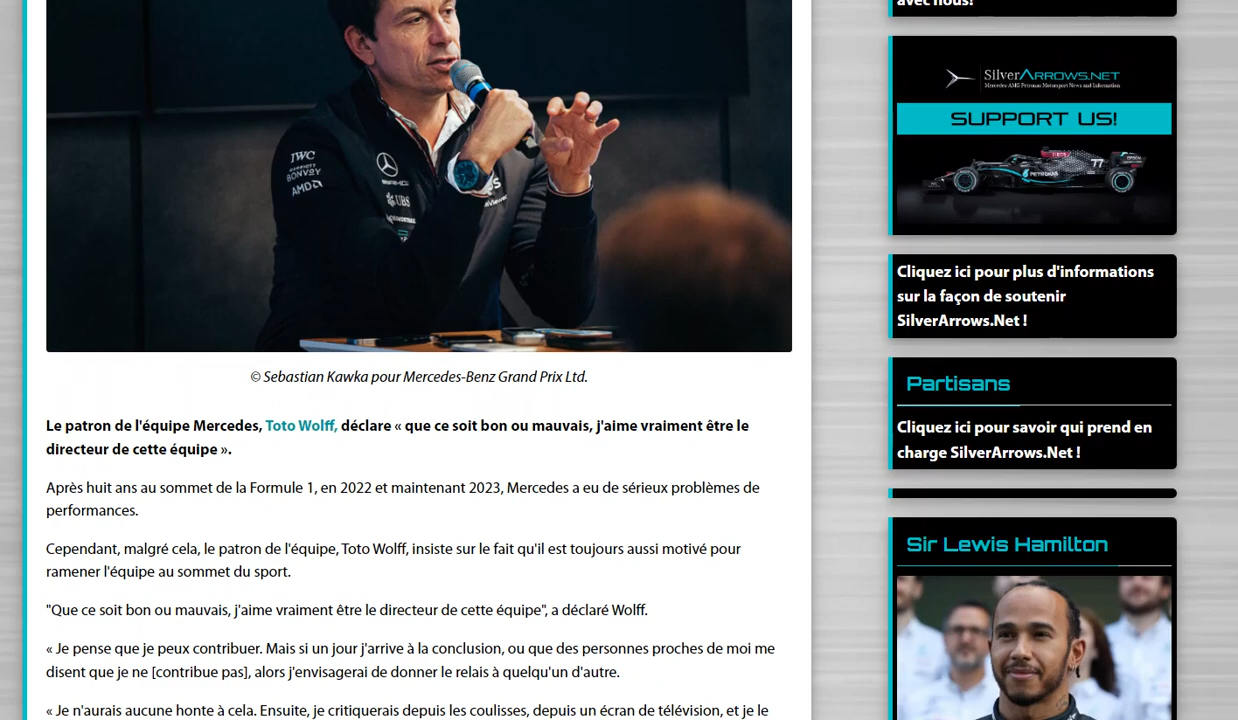 avec nous!
IWC
MARRIOTT
BONVOY
AMD
AMG
UBS
TeamViewer
SilverArrows.net
Mercedes AMG Petronas Motorsport News and Information
SUPPORT US!
77
EPSON
PETRONAS
Cliquez ici pour plus d'informations
sur la façon de soutenir
SilverArrows.Net !
© Sebastian Kawka pour Mercedes-Benz Grand Prix Ltd.
Partisans
Cliquez ici pour savoir qui prend en
charge SilverArrows.Net !
Le patron de l'équipe Mercedes, Toto Wolff, déclare « que ce soit bon ou mauvais, j'aime vraiment être le
directeur de cette équipe ».
Après huit ans au sommet de la Formule 1, en 2022 et maintenant 2023, Mercedes a eu de sérieux problèmes de
performances.
Cependant, malgré cela, le patron de l'équipe, Toto Wolff, insiste sur le fait qu'il est toujours aussi motivé pour
ramener l'équipe au sommet du sport.
"Que ce soit bon ou mauvais, j'aime vraiment être le directeur de cette équipe", a déclaré Wolff.
« Je pense que je peux contribuer. Mais si un jour j'arrive à la conclusion, ou que des personnes proches de moi me
disent que je ne [contribue pas], alors j'envisagerai de donner le relais à quelqu'un d'autre.
« Je n'aurais aucune honte à cela. Ensuite, je critiquerais depuis les coulisses, depuis un écran de télévision, et je le
Sir Lewis Hamilton